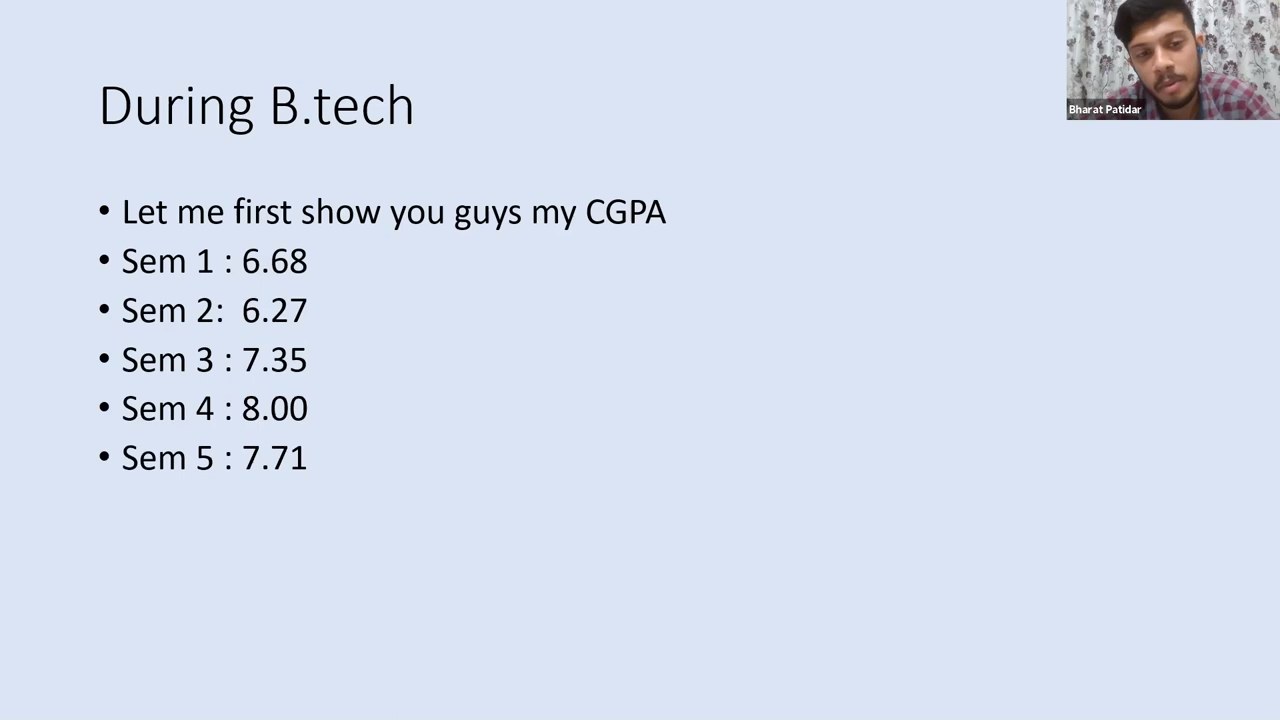 During B.tech
• Let me first show you guys my CGPA
• Sem 1 : 6.68
• Sem 2:  6.27
• Sem 3 : 7.35
• Sem 4 : 8.00
• Sem 5 : 7.71
Bharat Patidar